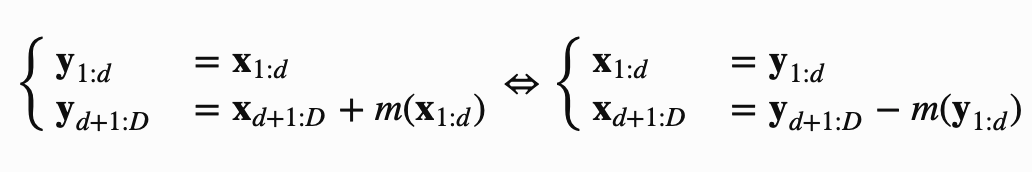 { 𝐲₁:d = 𝐱₁:d ⇔ { 𝐱₁:d = 𝐲₁:d
𝐲d+1:D = 𝐱d+1:D + m(𝐱₁:d) 𝐱d+1:D = 𝐲d+1:D − m(𝐲₁:d)